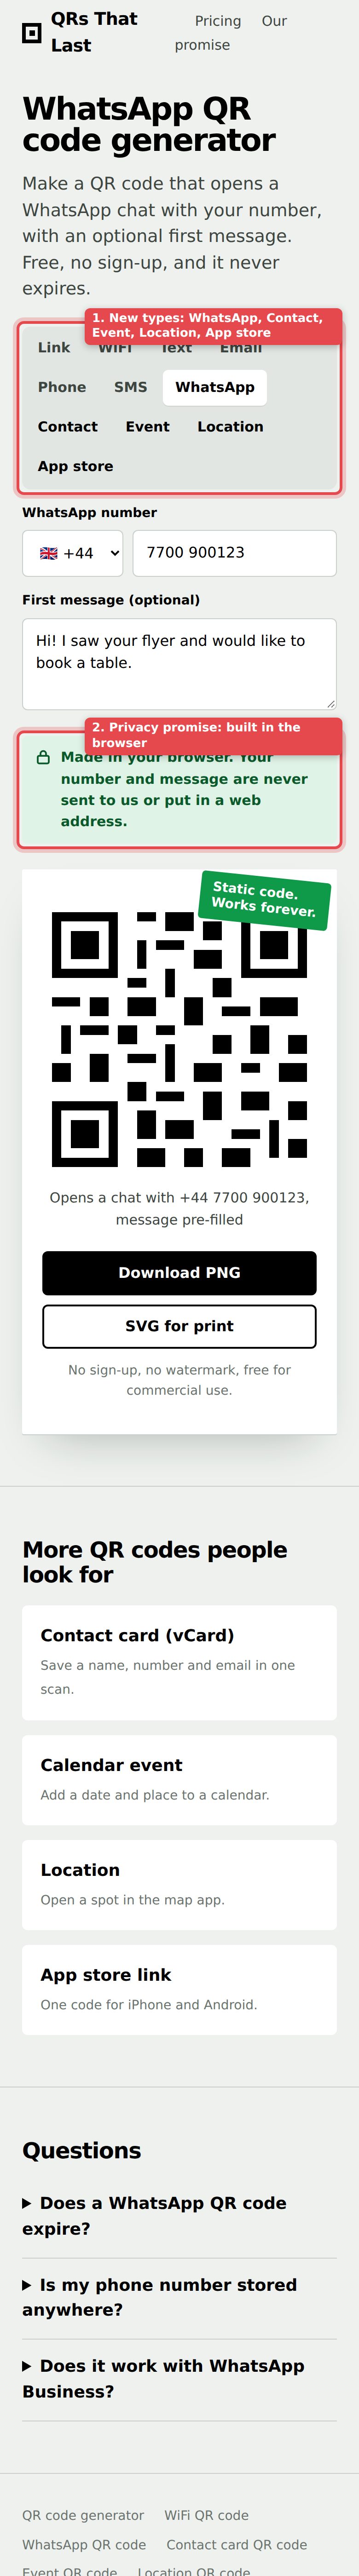 QRs That
Last
Pricing Our
promise
WhatsApp QR
code generator
Make a QR code that opens a
WhatsApp chat with your number,
with an optional first message.
Free, no sign-up, and it never
expires.
1. New types: WhatsApp, Contact,
Event, Location, App store
Link WiFi Text Email
Phone SMS WhatsApp
Contact Event Location
App store
WhatsApp number
🇬🇧 +44 7700 900123
First message (optional)
Hi! I saw your flyer and would like to
book a table.
2. Privacy promise: built in the
browser
Made in your browser. Your
number and message are never
sent to us or put in a web
address.
Static code.
Works forever.
Opens a chat with +44 7700 900123,
message pre-filled
Download PNG
SVG for print
No sign-up, no watermark, free for
commercial use.
More QR codes people
look for
Contact card (vCard)
Save a name, number and email in one
scan.
Calendar event
Add a date and place to a calendar.
Location
Open a spot in the map app.
App store link
One code for iPhone and Android.
Questions
Does a WhatsApp QR code
expire?
Is my phone number stored
anywhere?
Does it work with WhatsApp
Business?
QR code generator WiFi QR code
WhatsApp QR code Contact card QR code
Event QR code Location QR code